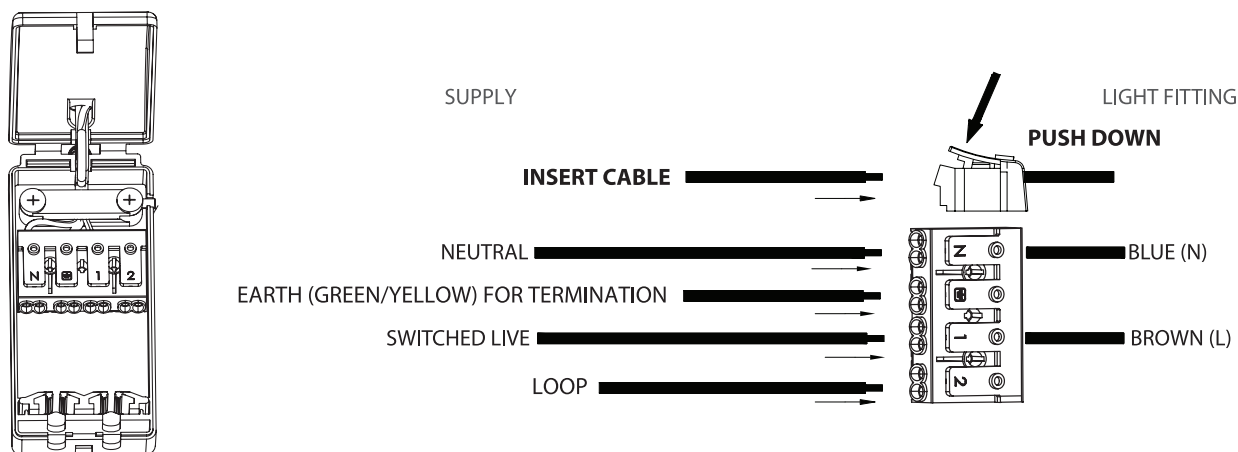 SUPPLY
LIGHT FITTING
PUSH DOWN
INSERT CABLE
NEUTRAL
BLUE (N)
EARTH (GREEN/YELLOW) FOR TERMINATION
SWITCHED LIVE
BROWN (L)
LOOP
N 1 2
N
1
2